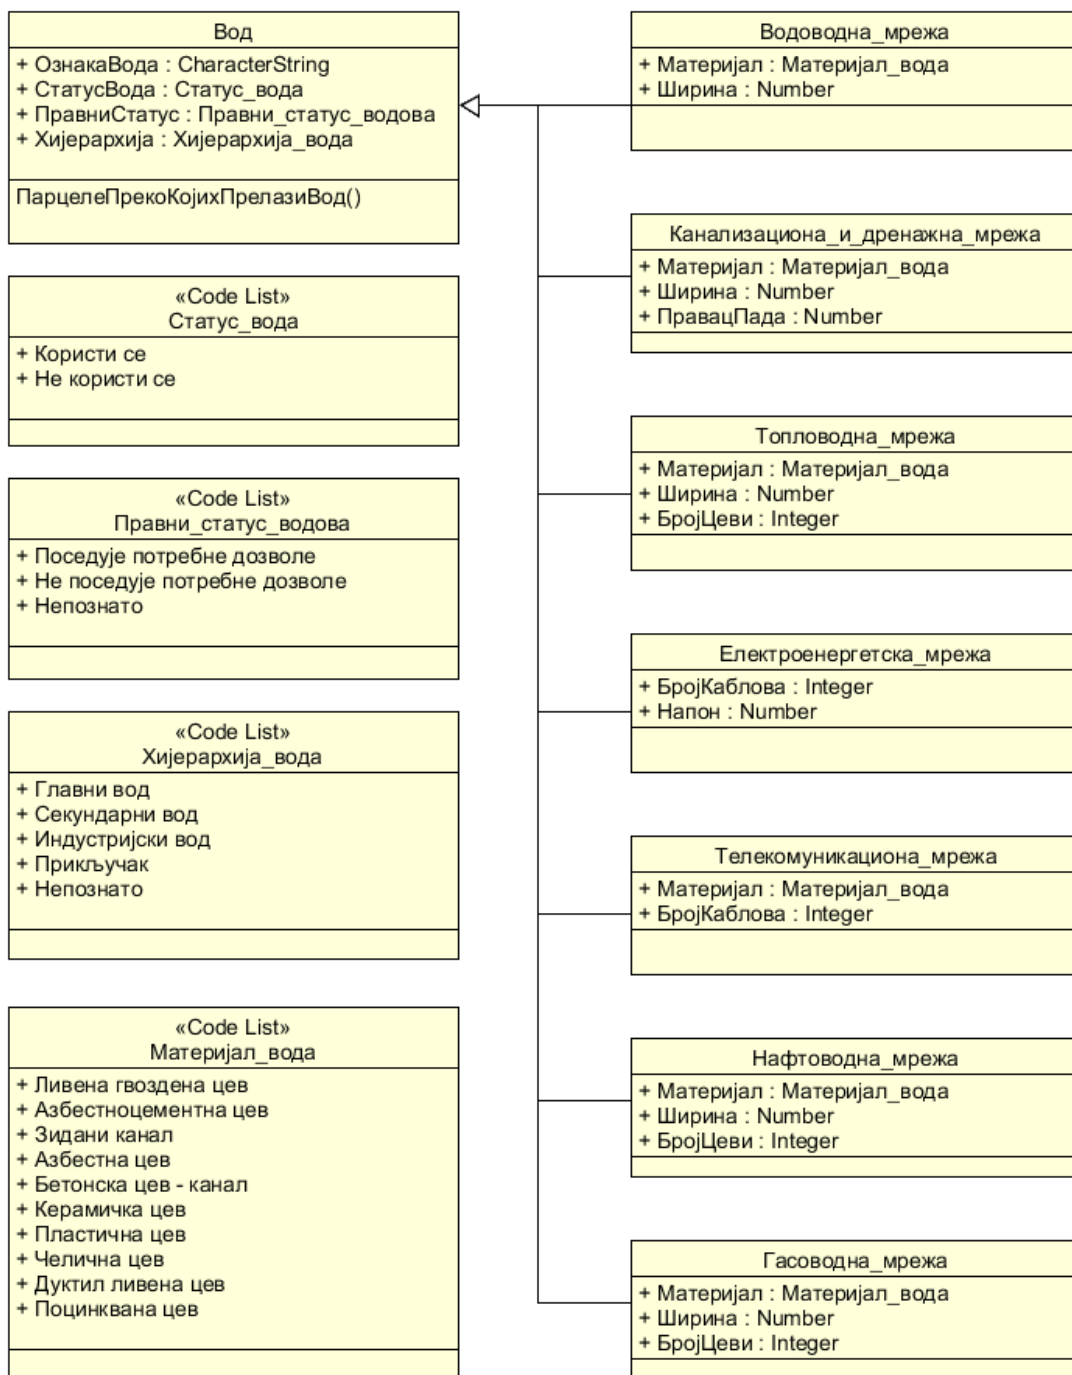 Вод
+ ОзнакаВода : CharacterString
+ СтатусВода : Статус_вода
+ ПравниСтатус : Правни_статус_водова
+ Хијерархија : Хијерархија_вода
ПарцелеПрекоКојихПрелазиВод()
«Code List»
Статус_вода
+ Користи се
+ Не користи се
«Code List»
Правни_статус_водова
+ Поседује потребне дозволе
+ Не поседује потребне дозволе
+ Непознато
«Code List»
Хијерархија_вода
+ Главни вод
+ Секундарни вод
+ Индустријски вод
+ Прикључак
+ Непознато
«Code List»
Материјал_вода
+ Ливена гвоздена цев
+ Азбестноцементна цев
+ Зидани канал
+ Азбестна цев
+ Бетонска цев - канал
+ Керамичка цев
+ Пластична цев
+ Челична цев
+ Дуктил ливена цев
+ Поцинквана цев
Водоводна_мрежа
+ Материјал : Материјал_вода
+ Ширина : Number
Канализациона_и_дренажна_мрежа
+ Материјал : Материјал_вода
+ Ширина : Number
+ ПравацПада : Number
Топловодна_мрежа
+ Материјал : Материјал_вода
+ Ширина : Number
+ БројЦеви : Integer
Електроенергетска_мрежа
+ БројКаблова : Integer
+ Напон : Number
Телекомуникациона_мрежа
+ Материјал : Материјал_вода
+ БројКаблова : Integer
Нафтоводна_мрежа
+ Материјал : Материјал_вода
+ Ширина : Number
+ БројЦеви : Integer
Гасоводна_мрежа
+ Материјал : Материјал_вода
+ Ширина : Number
+ БројЦеви : Integer